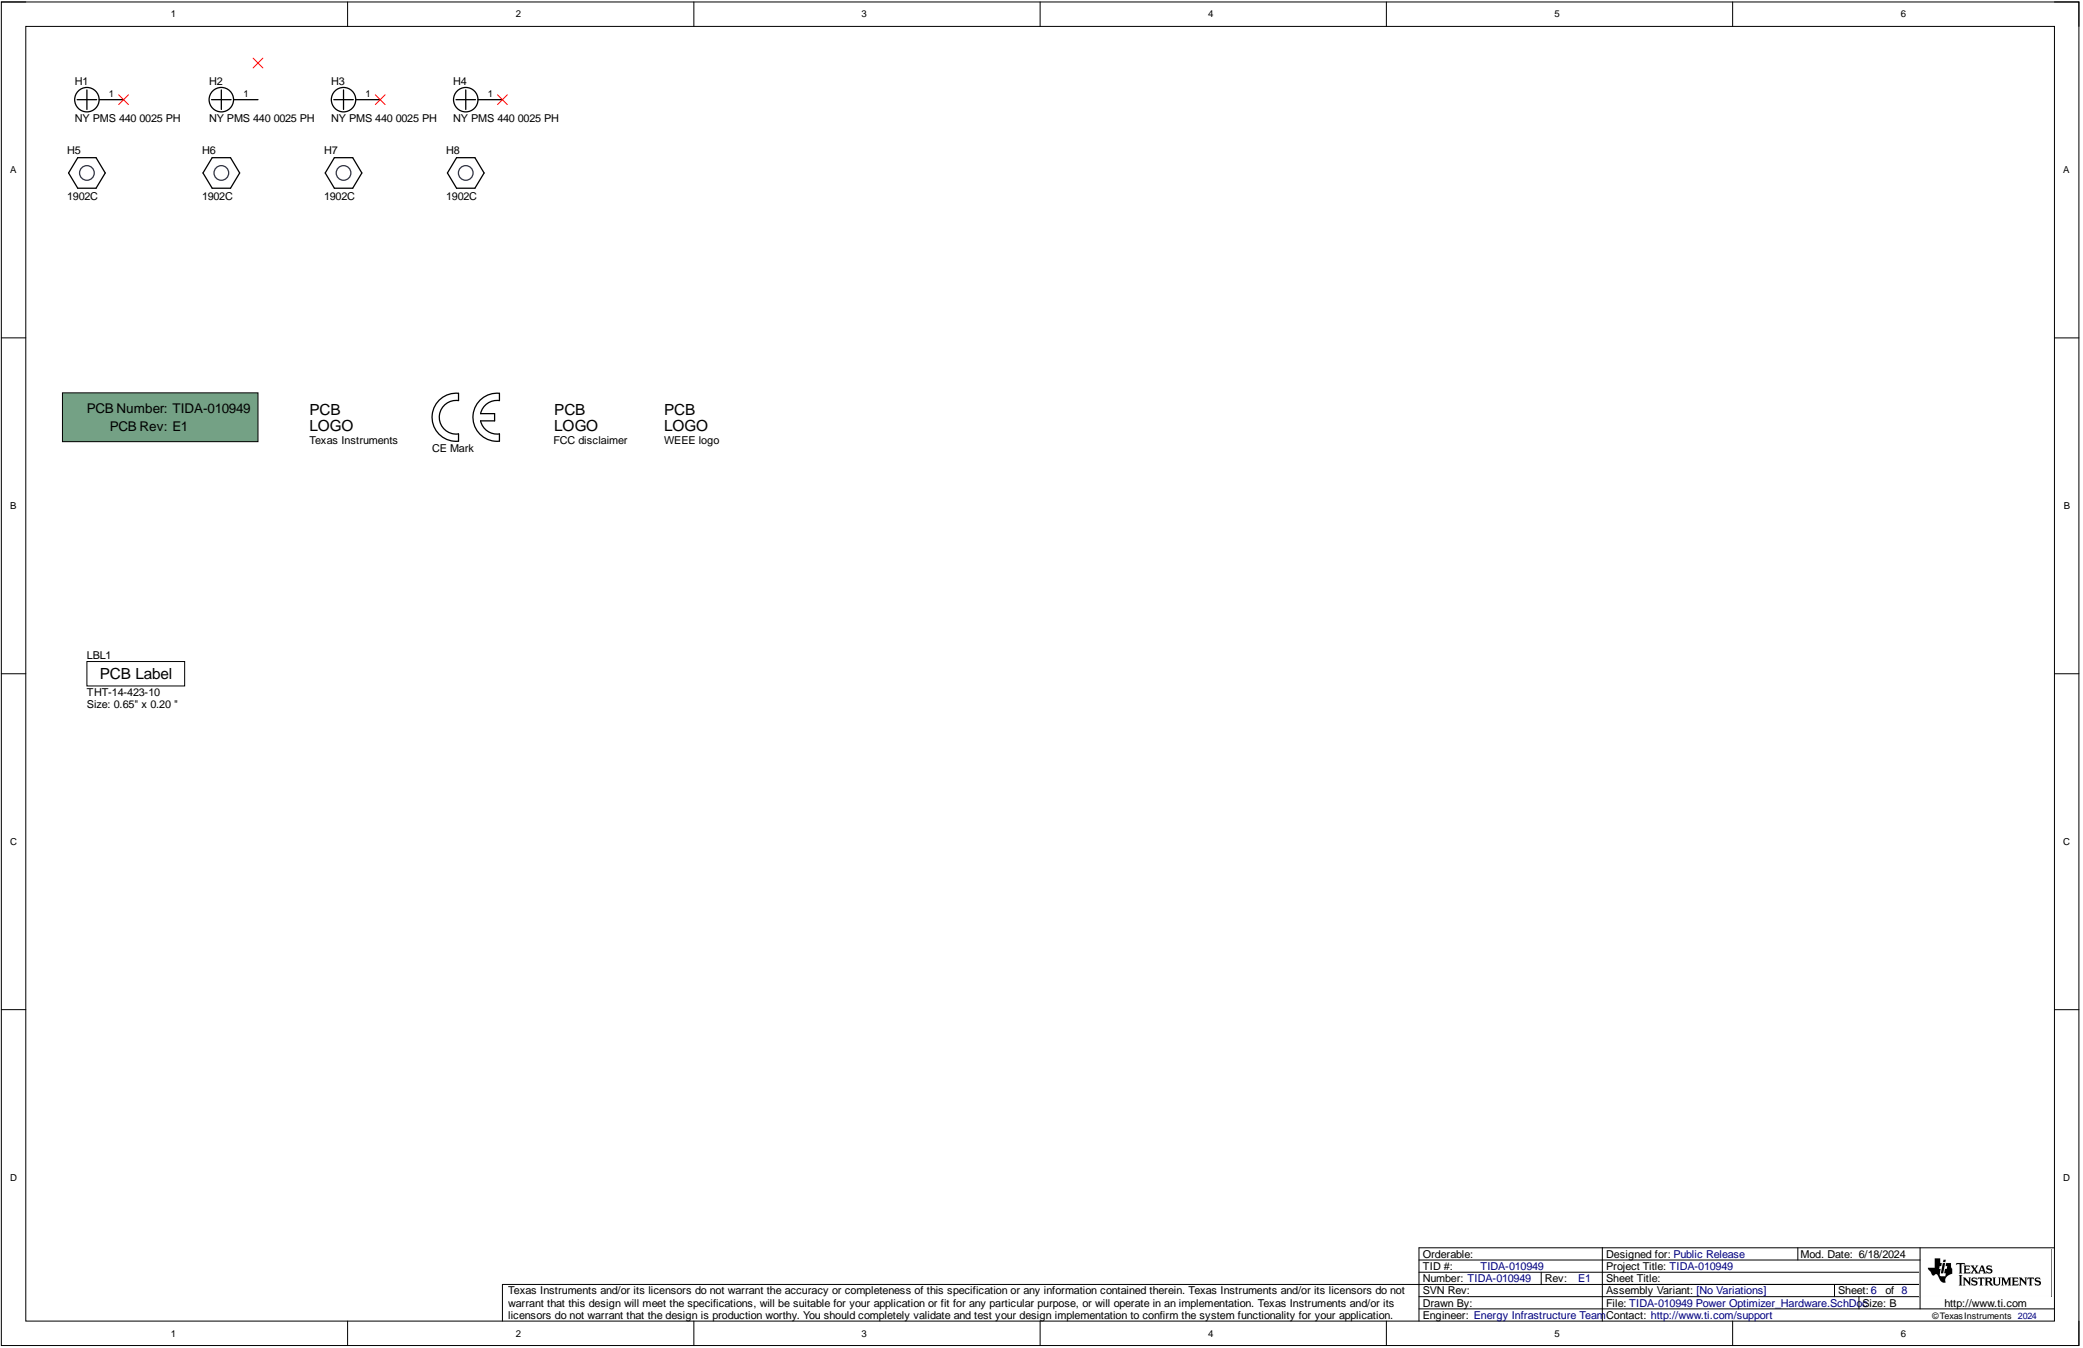 1 2 3 4 5 6
H1 H2 H3 H4
1 1 1 1
NY PMS 440 0025 PH NY PMS 440 0025 PH NY PMS 440 0025 PH NY PMS 440 0025 PH
H5 H6 H7 H8
A A
1902C 1902C 1902C 1902C
PCB Number: TIDA-010949
PCB Rev: E1
PCB
LOGO
Texas Instruments
CE
CE Mark
PCB
LOGO
FCC disclaimer
PCB
LOGO
WEEE logo
B B
LBL1
PCB Label
THT-14-423-10
Size: 0.65" x 0.20 "
C C
D D
Texas Instruments and/or its licensors do not warrant the accuracy or completeness of this specification or any information contained therein. Texas Instruments and/or its licensors do not
warrant that this design will meet the specifications, will be suitable for your application or fit for any particular purpose, or will operate in an implementation. Texas Instruments and/or its
licensors do not warrant that the design is production worthy. You should completely validate and test your design implementation to confirm the system functionality for your application.
Orderable: Designed for: Public Release Mod. Date: 6/18/2024
TID #: TIDA-010949 Project Title: TIDA-010949
Number: TIDA-010949 Rev: E1 Sheet Title:
SVN Rev: Assembly Variant: [No Variations] Sheet: 6 of 8
Drawn By: File: TIDA-010949 Power Optimizer_Hardware.SchDoc Size: B
Engineer: Energy Infrastructure Team Contact: http://www.ti.com/support
TEXAS
INSTRUMENTS
http://www.ti.com
© Texas Instruments 2024
1 2 3 4 5 6